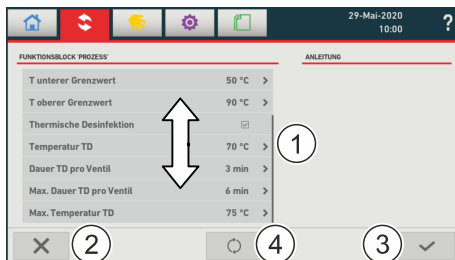 29-Mai-2020
10:00
?
FUNKTIONSBLOCK 'PROZESS'
ANLEITUNG
T unterer Grenzwert 50 °C >
T oberer Grenzwert 90 °C >
Thermische Desinfektion
Temperatur TD 70 °C >
Dauer TD pro Ventil 3 min >
Max. Dauer TD pro Ventil 6 min >
Max. Temperatur TD 75 °C >
1
2
4
3